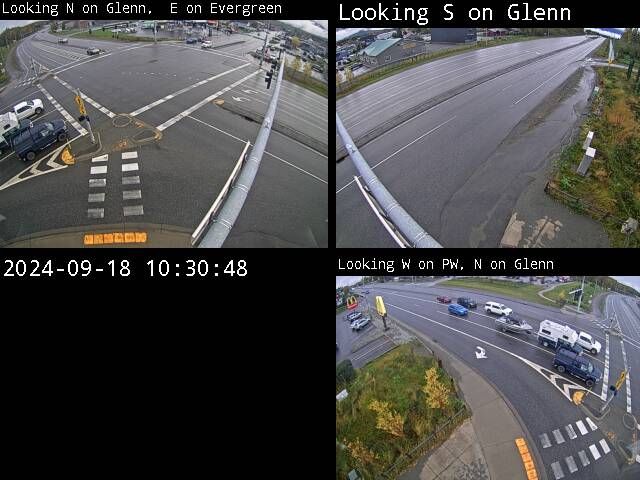 Looking N on Glenn,  E on Evergreen
Looking S on Glenn
2024-09-18 10:30:48
Looking W on PW, N on Glenn